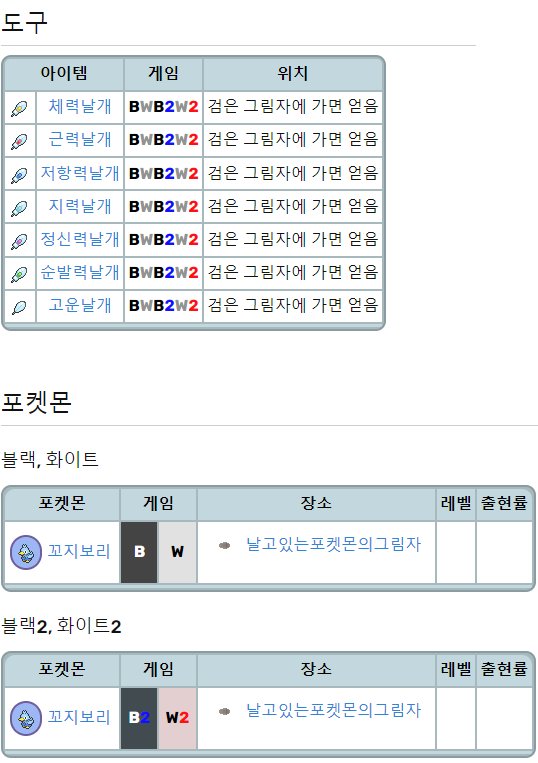 도구
아이템 게임 위치
체력날개 BWB2W2 검은 그림자에 가면 얻음
근력날개 BWB2W2 검은 그림자에 가면 얻음
저항력날개 BWB2W2 검은 그림자에 가면 얻음
지력날개 BWB2W2 검은 그림자에 가면 얻음
정신력날개 BWB2W2 검은 그림자에 가면 얻음
순발력날개 BWB2W2 검은 그림자에 가면 얻음
고운날개 BWB2W2 검은 그림자에 가면 얻음
포켓몬
블랙, 화이트
포켓몬 게임 장소 레벨 출현률
꼬지보리 B W 날고있는포켓몬의그림자
블랙2, 화이트2
포켓몬 게임 장소 레벨 출현률
꼬지보리 B2 W2 날고있는포켓몬의그림자